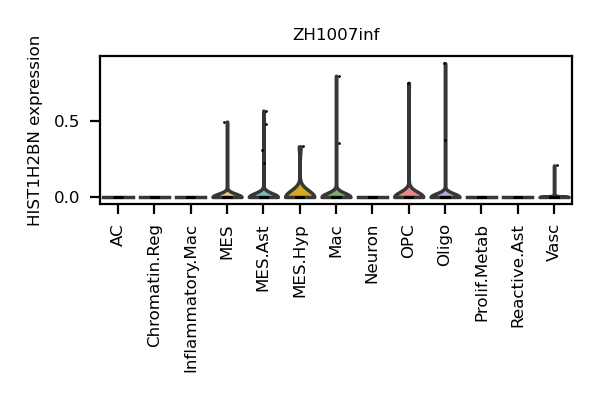 ZH1007inf
HIST1H2BN expression
0.5
0.0
AC
Chromatin.Reg
Inflammatory.Mac
MES
MES.Ast
MES.Hyp
Mac
Neuron
OPC
Oligo
Prolif.Metab
Reactive.Ast
Vasc